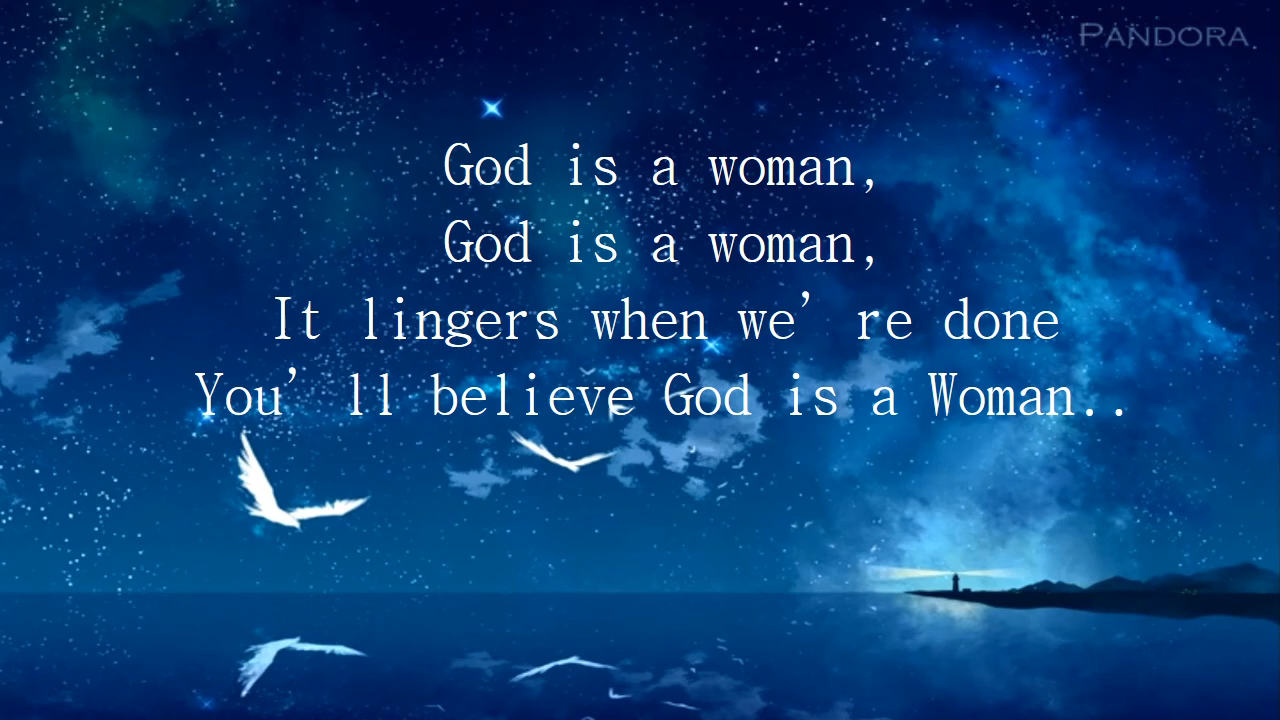 PANDORA
God is a woman,
God is a woman,
It lingers when we’re done
You’ll believe God is a Woman..